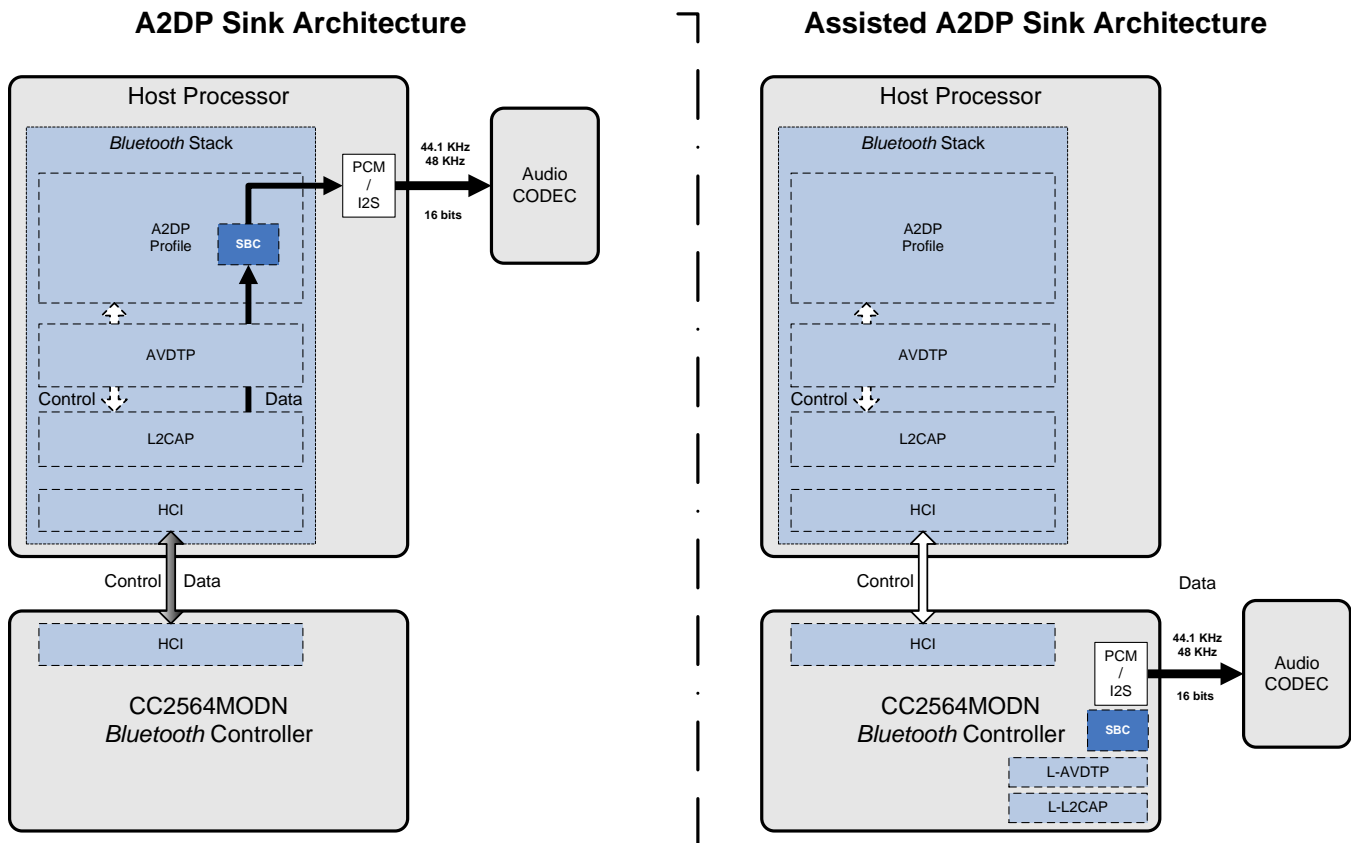 A2DP Sink Architecture
Host Processor
Bluetooth Stack
A2DP
Profile
SBC
PCM
/
I2S
44.1 KHz
48 KHz
16 bits
Audio
CODEC
AVDTP
Control
Data
L2CAP
HCI
Control
Data
HCI
CC2564MODN
Bluetooth Controller
Assisted A2DP Sink Architecture
Host Processor
Bluetooth Stack
A2DP
Profile
AVDTP
Control
L2CAP
HCI
Control
Data
HCI
CC2564MODN
Bluetooth Controller
PCM
/
I2S
44.1 KHz
48 KHz
16 bits
Audio
CODEC
SBC
L-AVDTP
L-L2CAP